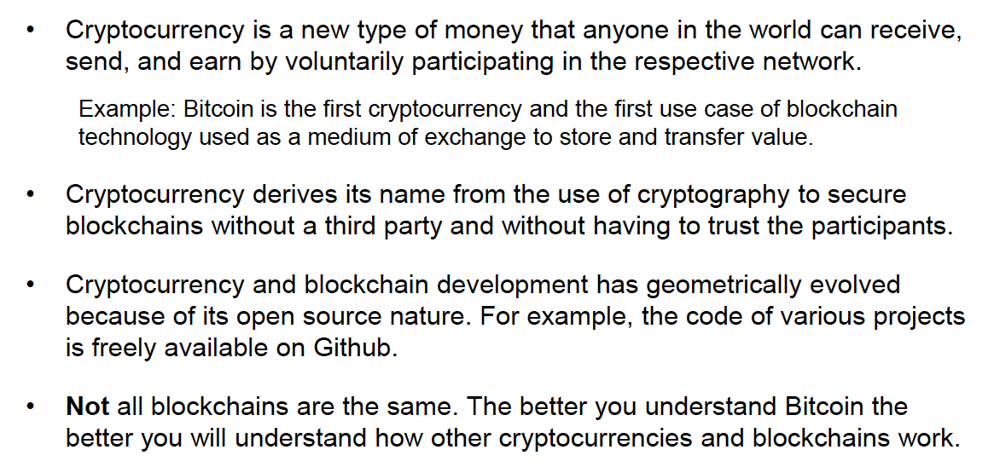 • Cryptocurrency is a new type of money that anyone in the world can receive,
send, and earn by voluntarily participating in the respective network.
Example: Bitcoin is the first cryptocurrency and the first use case of blockchain
technology used as a medium of exchange to store and transfer value.
• Cryptocurrency derives its name from the use of cryptography to secure
blockchains without a third party and without having to trust the participants.
• Cryptocurrency and blockchain development has geometrically evolved
because of its open source nature. For example, the code of various projects
is freely available on Github.
• Not all blockchains are the same. The better you understand Bitcoin the
better you will understand how other cryptocurrencies and blockchains work.